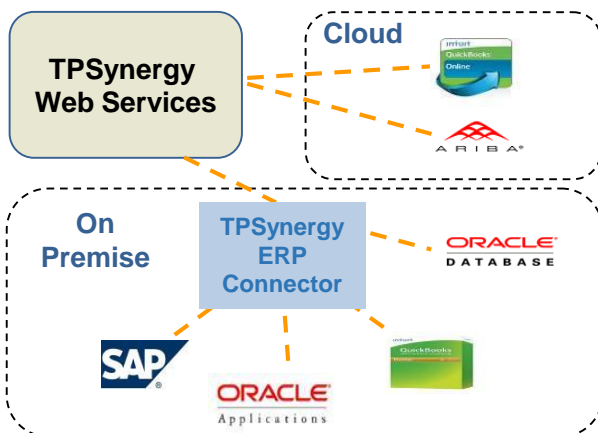 TPSynergy
Web Services
Cloud
intuit
QuickBooks
Online
ARIBA®
On
Premise
TPSynergy
ERP
Connector
ORACLE®
DATABASE
SAP®
ORACLE®
Applications
intuit
QuickBooks